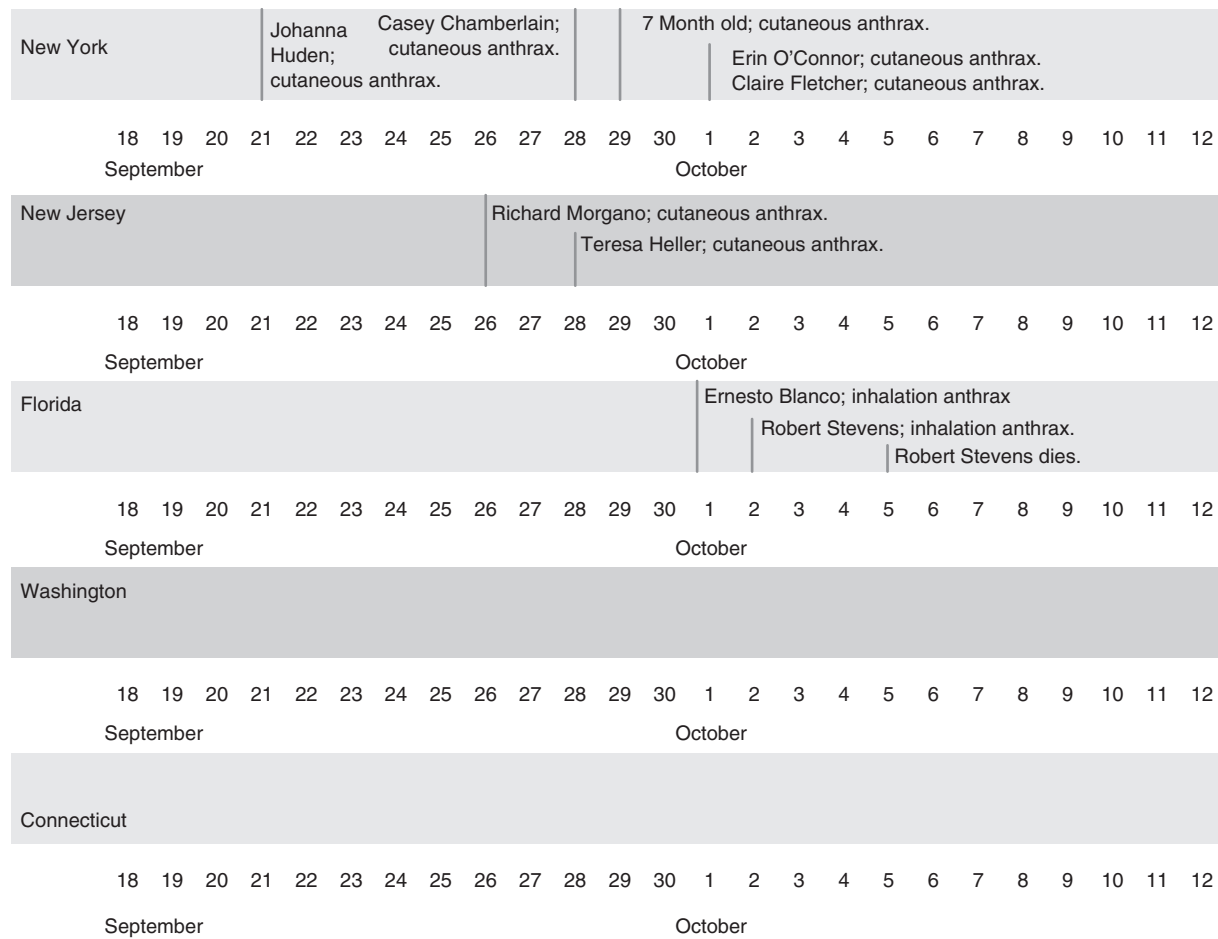 New York
Johanna
Huden;
cutaneous anthrax.
Casey Chamberlain;
cutaneous anthrax.
7 Month old; cutaneous anthrax.
Erin O’Connor; cutaneous anthrax.
Claire Fletcher; cutaneous anthrax.
18 19 20 21 22 23 24 25 26 27 28 29 30 1 2 3 4 5 6 7 8 9 10 11 12
September October
New Jersey
Richard Morgano; cutaneous anthrax.
Teresa Heller; cutaneous anthrax.
18 19 20 21 22 23 24 25 26 27 28 29 30 1 2 3 4 5 6 7 8 9 10 11 12
September October
Florida
Ernesto Blanco; inhalation anthrax
Robert Stevens; inhalation anthrax.
Robert Stevens dies.
18 19 20 21 22 23 24 25 26 27 28 29 30 1 2 3 4 5 6 7 8 9 10 11 12
September October
Washington
18 19 20 21 22 23 24 25 26 27 28 29 30 1 2 3 4 5 6 7 8 9 10 11 12
September October
Connecticut
18 19 20 21 22 23 24 25 26 27 28 29 30 1 2 3 4 5 6 7 8 9 10 11 12
September October